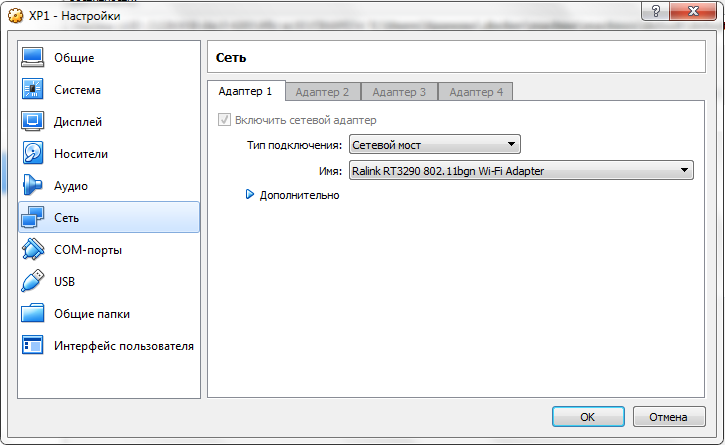 XP1 - Настройки
Общие
Система
Дисплей
Носители
Аудио
Сеть
COM-порты
USB
Общие папки
Интерфейс пользователя
Сеть
Адаптер 1 Адаптер 2 Адаптер 3 Адаптер 4
Включить сетевой адаптер
Тип подключения: Сетевой мост
Имя: Ralink RT3290 802.11bgn Wi-Fi Adapter
Дополнительно
OK Отмена